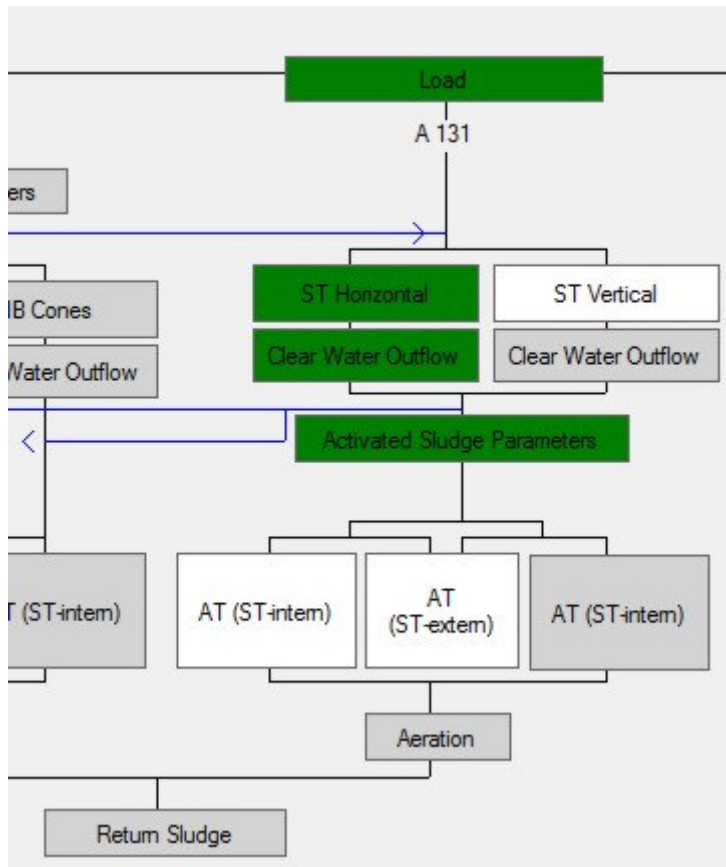 Load
A 131
ers
ST Horizontal
ST Vertical
IB Cones
Clear Water Outflow
Clear Water Outflow
Water Outflow
Activated Sludge Parameters
T (ST-intern)
AT (ST-intern)
AT
(ST-extern)
AT (ST-intern)
Aeration
Return Sludge